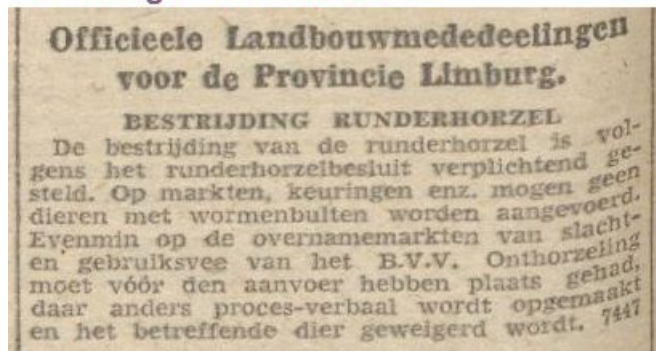 Officieele Landbouwmededeelingen
voor de Provincie Limburg.
BESTRIJDING RUNDERHORZEL
De bestrijding van de runderhorzel is vol-
gens het runderhorzelbesluit verplichtend ge-
steld. Op markten, keuringen enz. mogen geen
dieren met wormenbulten worden aangevoerd.
Evenmin op de overnamemarkten van slacht-
en gebruiksvee van het B.V.V. Onthorzeling
moet vóór den aanvoer hebben plaats gehad,
daar anders proces-verbaal wordt opgemaakt
en het betreffende dier geweigerd wordt. 7447